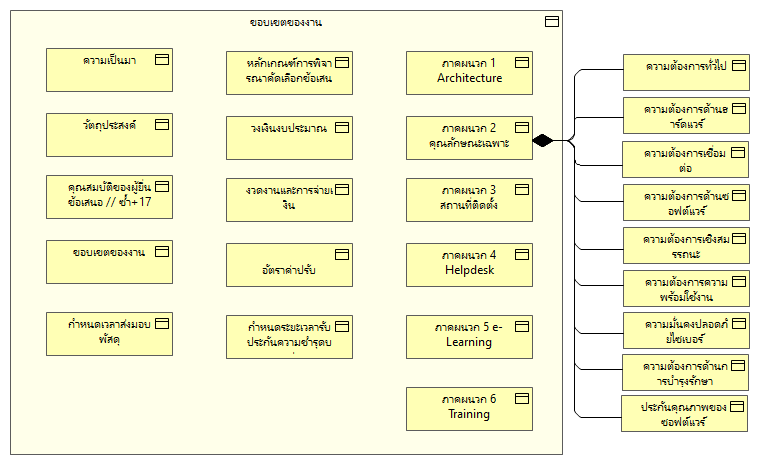 ขอบเขตของงาน
ความเป็นมา
วัตถุประสงค์
คุณสมบัติของผู้ยื่น
ข้อเสนอ // ซ้ำ+17
ขอบเขตของงาน
กำหนดเวลาส่งมอบ
พัสดุ
หลักเกณฑ์การพิจา
รณาคัดเลือกข้อเสน
วงเงินงบประมาณ
งวดงานและการจ่ายเ
งิน
อัตราค่าปรับ
กำหนดระยะเวลารับ
ประกันความชำรุดบ
ภาคผนวก 1
Architecture
ภาคผนวก 2
คุณลักษณะเฉพาะ
ภาคผนวก 3
สถานที่ติดตั้ง
ภาคผนวก 4
Helpdesk
ภาคผนวก 5 e-
Learning
ภาคผนวก 6
Training
ความต้องการทั่วไป
ความต้องการด้านฮ
าร์ดแวร์
ความต้องการเชื่อม
ต่อ
ความต้องการด้านซ
อฟต์แวร์
ความต้องการเชิงสม
รรถนะ
ความต้องการความ
พร้อมใช้งาน
ความมั่นคงปลอดภั
ยไซเบอร์
ความต้องการด้านก
ารบำรุงรักษา
ประกันคุณภาพของ
ซอฟต์แวร์